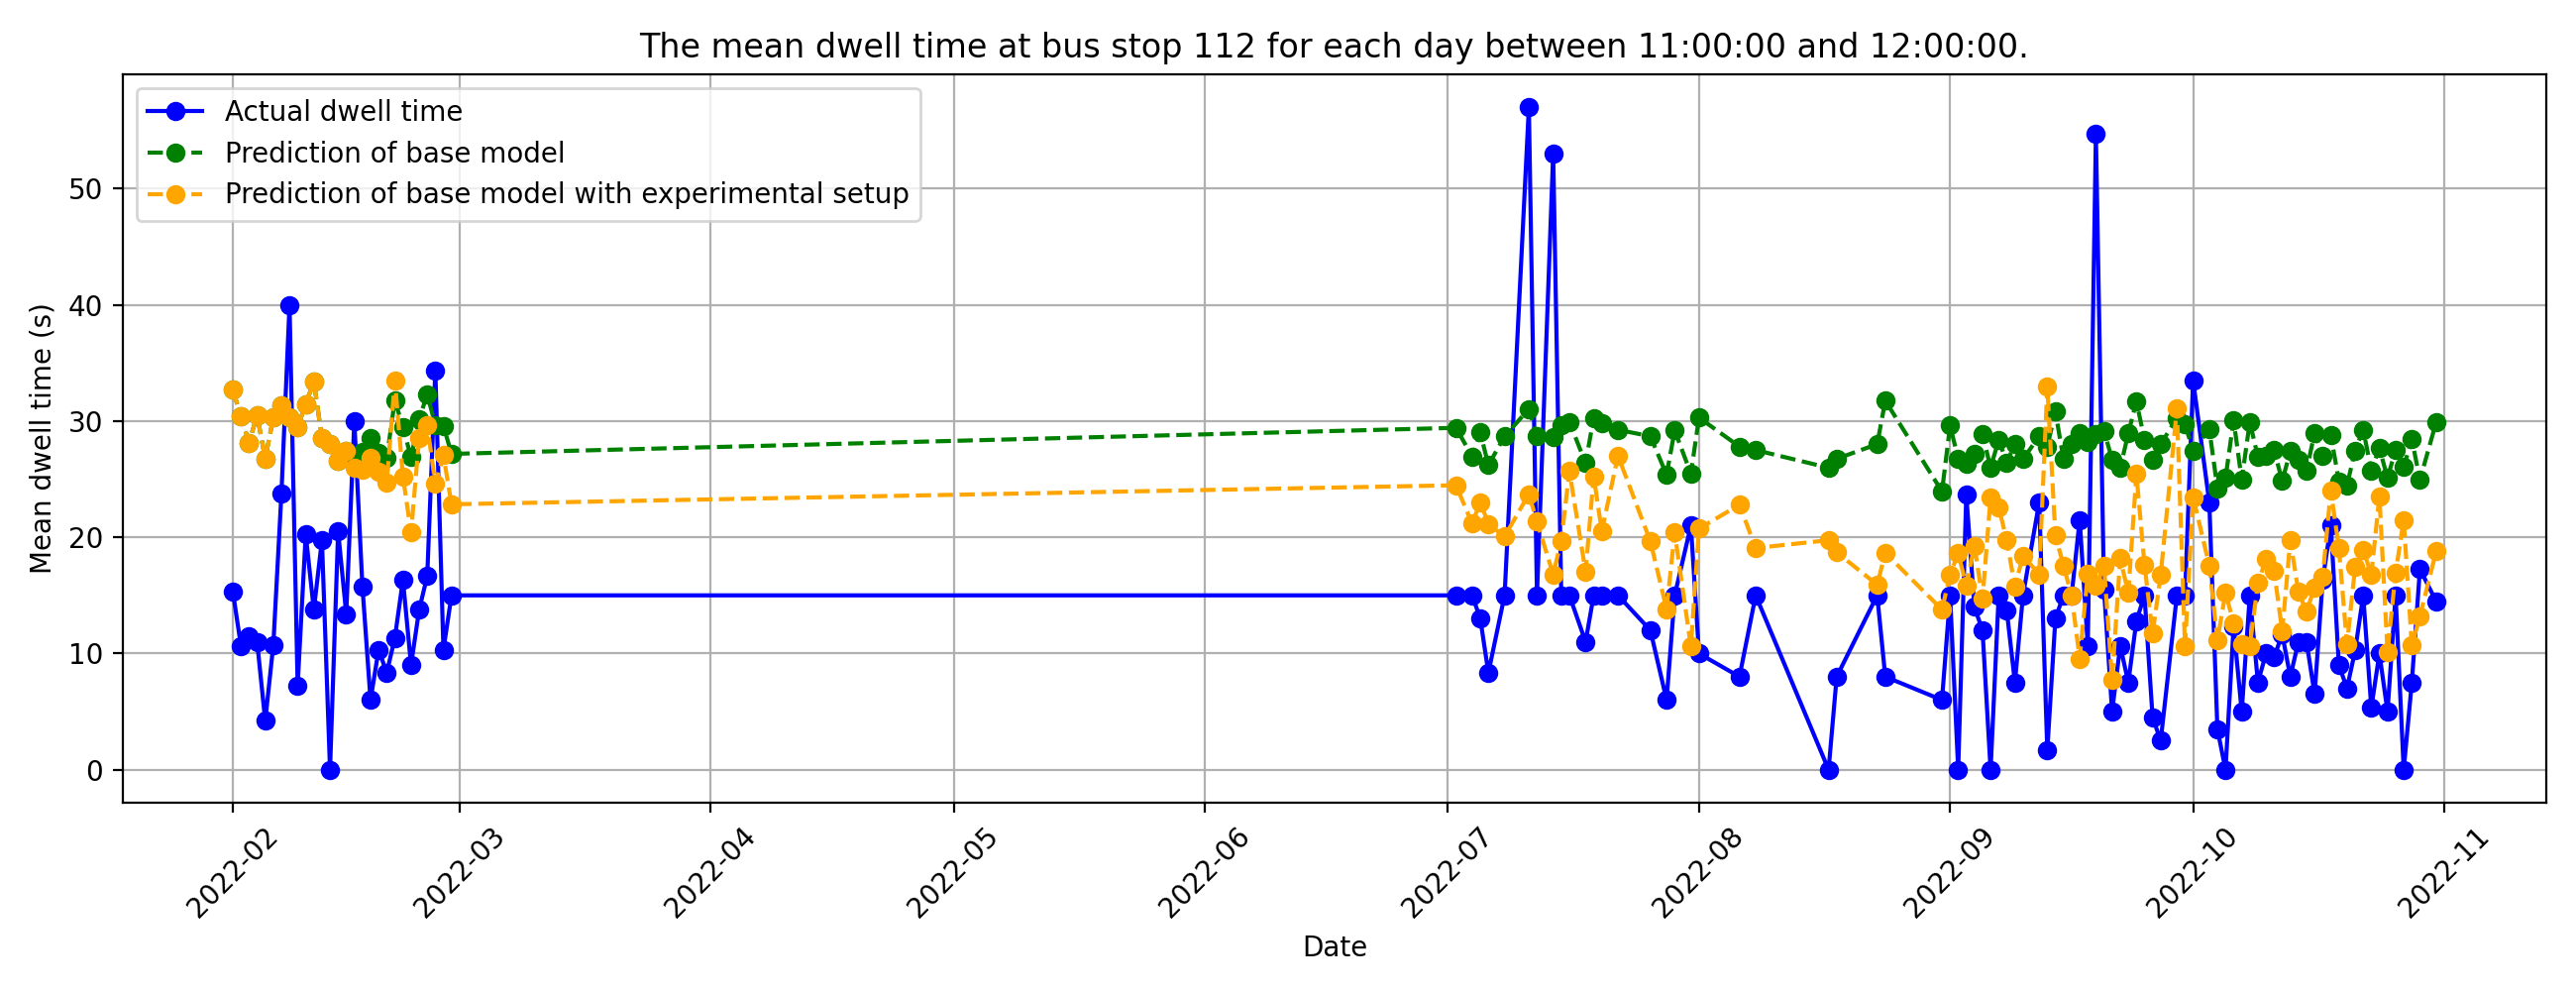 The mean dwell time at bus stop 112 for each day between 11:00:00 and 12:00:00.
Actual dwell time
Prediction of base model
Prediction of base model with experimental setup
Mean dwell time (s)
50
40
30
20
10
0
2022-02
2022-03
2022-04
2022-05
2022-06
2022-07
2022-08
2022-09
2022-10
2022-11
Date